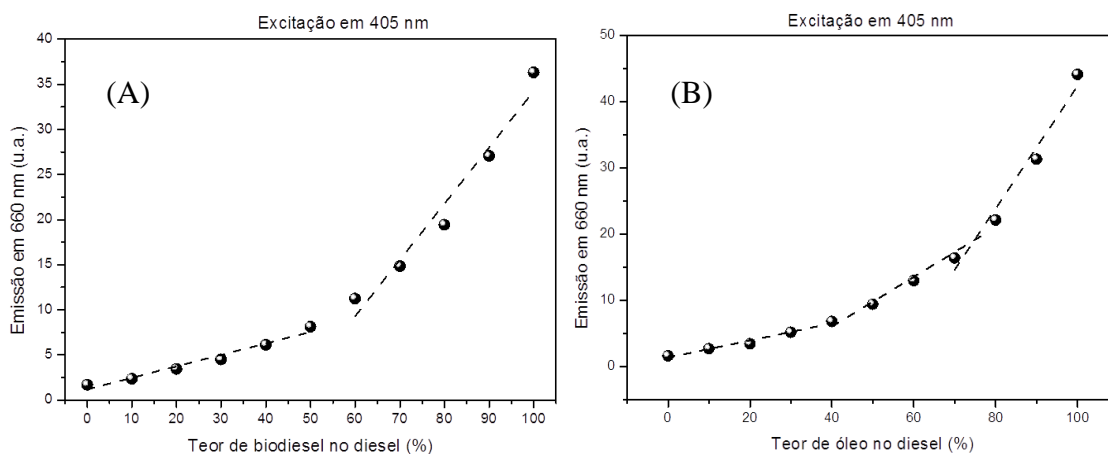 Excitação em 405 nm
(A)
Emissão em 660 nm (u.a.)
40
35
30
25
20
15
10
5
0
0 10 20 30 40 50 60 70 80 90 100
Teor de biodiesel no diesel (%)
Excitação em 405 nm
(B)
Emissão em 660 nm (u.a.)
50
40
30
20
10
0
0 20 40 60 80 100
Teor de óleo no diesel (%)